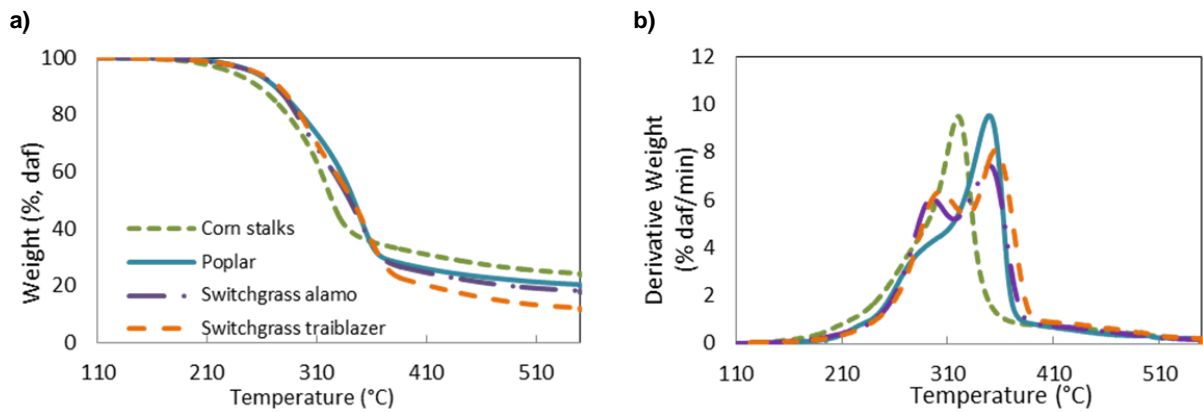 a)
100
80
60
40
20
0
Weight (%, daf)
Corn stalks
Poplar
Switchgrass alamo
Switchgrass traiblazer
110 210 310 410 510
Temperature (°C)
b)
12
10
8
6
4
2
0
Derivative Weight
(% daf/min)
110 210 310 410 510
Temperature (°C)